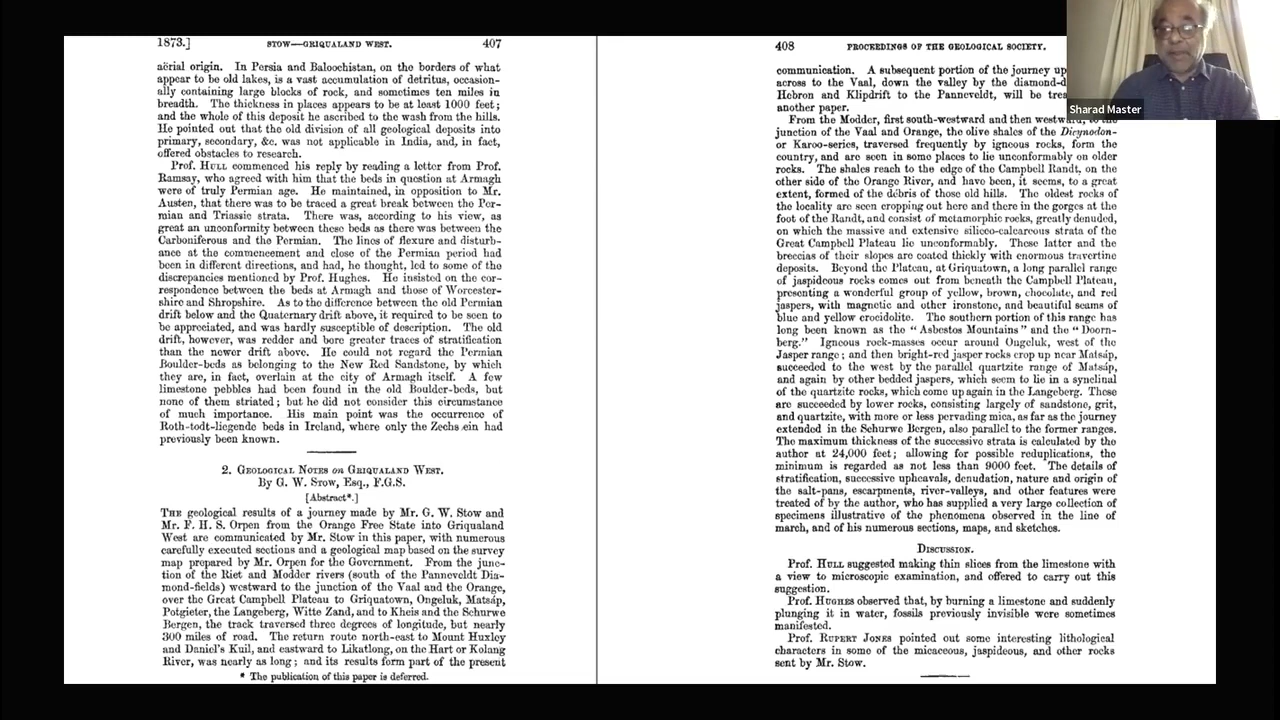 1873.] STOW—GRIQUALAND WEST. 407
aërial origin. In Persia and Baloochistan, on the borders of what
appear to be old lakes, is a vast accumulation of detritus, occasion-
ally containing large blocks of rock, and sometimes ten miles in
breadth. The thickness in places appears to be at least 1000 feet;
and the whole of this deposit he ascribed to the wash from the hills.
He pointed out that the old division of all geological deposits into
primary, secondary, &c. was not applicable in India, and, in fact,
offered obstacles to research.
Prof. HULL commenced his reply by reading a letter from Prof.
Ramsay, who agreed with him that the beds in question at Armagh
were of truly Permian age. He maintained, in opposition to Mr.
Austen, that there was to be traced a great break between the Per-
mian and Triassic strata. There was, according to his view, as
great an unconformity between these beds as there was between the
Carboniferous and the Permian. The lines of flexure and disturb-
ance at the commencement and close of the Permian period had
been in different directions, and had, he thought, led to some of the
discrepancies mentioned by Prof. Hughes. He insisted on the cor-
respondence between the beds at Armagh and those of Worcester-
shire and Shropshire. As to the difference between the old Permian
drift below and the Quaternary drift above, it required to be seen to
be appreciated, and was hardly susceptible of description. The old
drift, however, was redder and bore greater traces of stratification
than the newer drift above. He could not regard the Permian
Boulder-beds as belonging to the New Red Sandstone, by which
they are, in fact, overlain at the city of Armagh itself. A few
limestone pebbles had been found in the old Boulder-beds, but
none of them striated; but he did not consider this circumstance
of much importance. His main point was the occurrence of
Roth-todt-liegende beds in Ireland, where only the Zechs ein had
previously been known.
2. GEOLOGICAL NOTES on GRIQUALAND WEST.
By G. W. STOW, Esq., F.G.S.
[Abstract*.]
THE geological results of a journey made by Mr. G. W. Stow and
Mr. F. H. S. Orpen from the Orange Free State into Griqualand
West are communicated by Mr. Stow in this paper, with numerous
carefully executed sections and a geological map based on the survey
map prepared by Mr. Orpen for the Government. From the junc-
tion of the Riet and Modder rivers (south of the Panneveldt Dia-
mond-fields) westward to the junction of the Vaal and the Orange,
over the Great Campbell Plateau to Griquatown, Ongeluk, Matsáp,
Potgieter, the Langeberg, Witte Zand, and to Kheis and the Schurwe
Bergen, the track traversed three degrees of longitude, but nearly
300 miles of road. The return route north-east to Mount Huxley
and Daniel's Kuil, and eastward to Likatlong, on the Hart or Kolang
River, was nearly as long; and its results form part of the present
* The publication of this paper is deferred.
408 PROCEEDINGS OF THE GEOLOGICAL SOCIETY.
communication. A subsequent portion of the journey up
across to the Vaal, down the valley by the diamond-d
Hebron and Klipdrift to the Panneveldt, will be trea
another paper.
From the Modder, first south-westward and then westward, to the
junction of the Vaal and Orange, the olive shales of the Dicynodon-
or Karoo-series, traversed frequently by igneous rocks, form the
country, and are seen in some places to lie unconformably on older
rocks. The shales reach to the edge of the Campbell Randt, on the
other side of the Orange River, and have been, it seems, to a great
extent, formed of the débris of those old hills. The oldest rocks of
the locality are seen cropping out here and there in the gorges at the
foot of the Randt, and consist of metamorphic rocks, greatly denuded,
on which the massive and extensive siliceo-calcareous strata of the
Great Campbell Plateau lie unconformably. These latter and the
breccias of their slopes are coated thickly with enormous travertine
deposits. Beyond the Plateau, at Griquatown, a long parallel range
of jaspideous rocks comes out from beneath the Campbell Plateau,
presenting a wonderful group of yellow, brown, chocolate, and red
jaspers, with magnetic and other ironstone, and beautiful seams of
blue and yellow crocidolite. The southern portion of this range has
long been known as the "Asbestos Mountains" and the "Doorn-
berg." Igneous rock-masses occur around Ongeluk, west of the
Jasper range; and then bright-red jasper rocks crop up near Matsáp,
succeeded to the west by the parallel quartzite range of Matsáp,
and again by other bedded jaspers, which seem to lie in a synclinal
of the quartzite rocks, which come up again in the Langeberg. These
are succeeded by lower rocks, consisting largely of sandstone, grit,
and quartzite, with more or less pervading mica, as far as the journey
extended in the Schurwe Bergen, also parallel to the former ranges.
The maximum thickness of the successive strata is calculated by the
author at 24,000 feet; allowing for possible reduplications, the
minimum is regarded as not less than 9000 feet. The details of
stratification, successive upheavals, denudation, nature and origin of
the salt-pans, escarpments, river-valleys, and other features were
treated of by the author, who has supplied a very large collection of
specimens illustrative of the phenomena observed in the line of
march, and of his numerous sections, maps, and sketches.
DISCUSSION.
Prof. HULL suggested making thin slices from the limestone with
a view to microscopic examination, and offered to carry out this
suggestion.
Prof. HUGHES observed that, by burning a limestone and suddenly
plunging it in water, fossils previously invisible were sometimes
manifested.
Prof. RUPERT JONES pointed out some interesting lithological
characters in some of the micaceous, jaspideous, and other rocks
sent by Mr. Stow.
Sharad Master